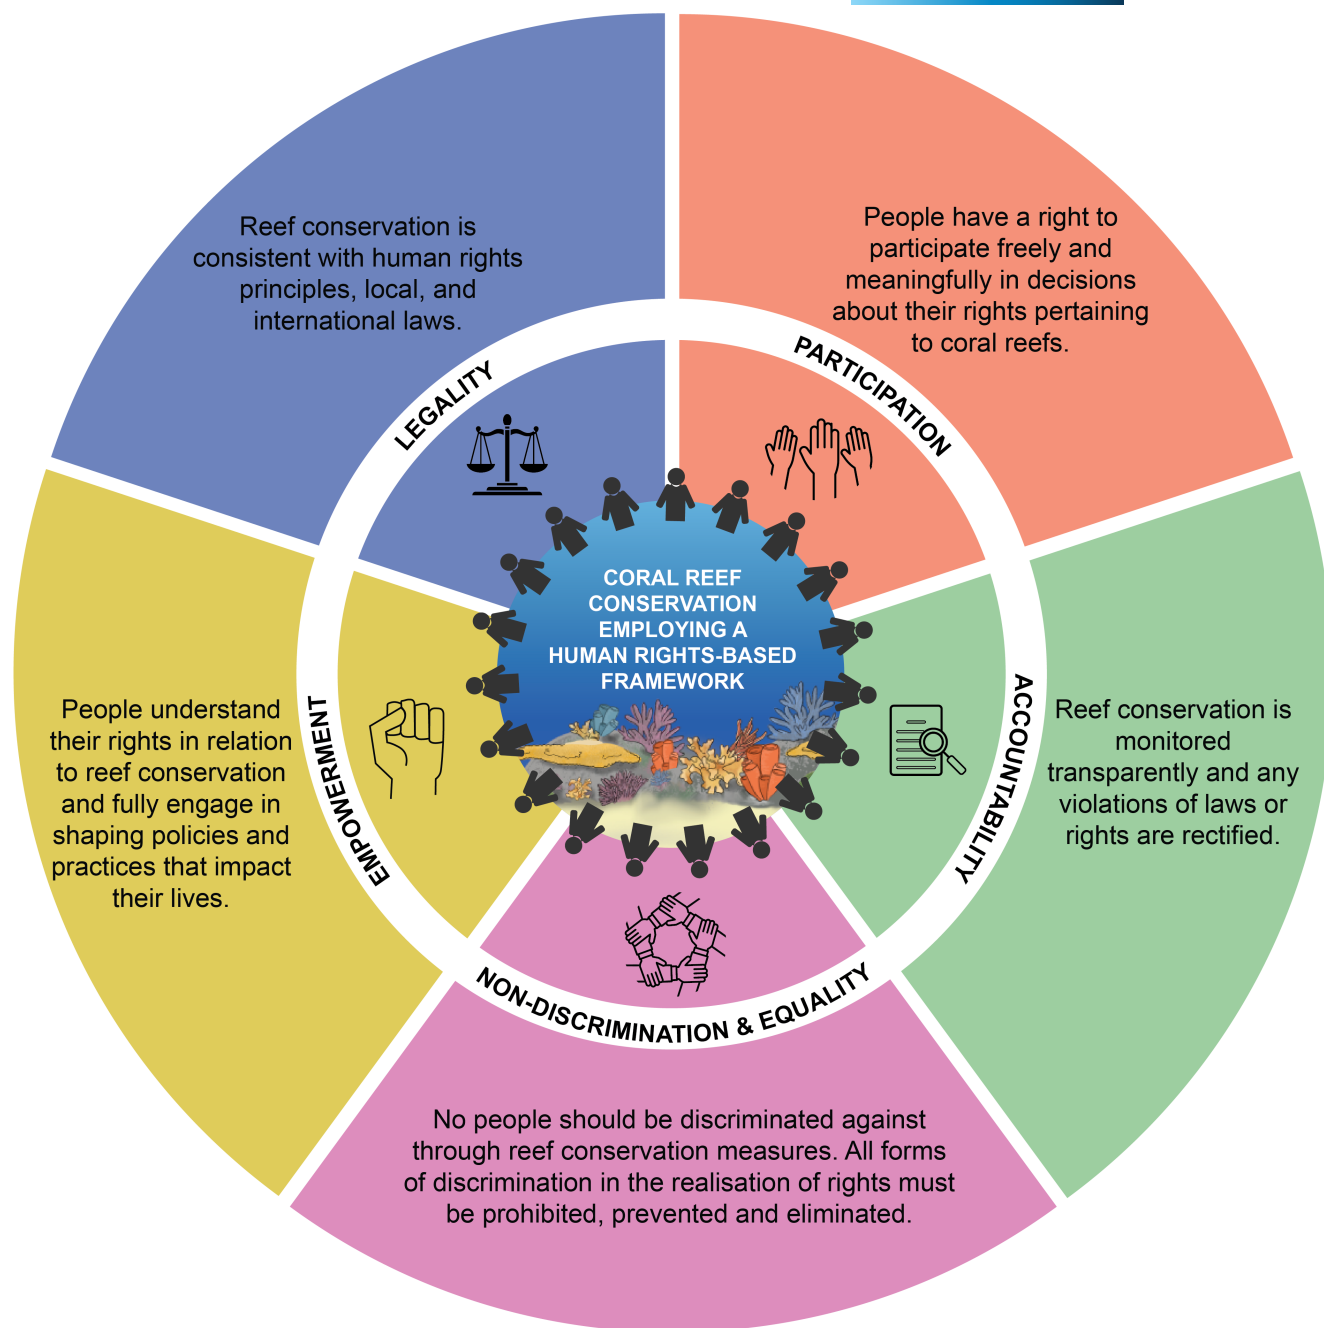 Reef conservation is
consistent with human rights
principles, local, and
international laws.
People have a right to
participate freely and
meaningfully in decisions
about their rights pertaining
to coral reefs.
LEGALITY
PARTICIPATION
CORAL REEF
CONSERVATION
EMPLOYING A
HUMAN RIGHTS-BASED
FRAMEWORK
People understand
their rights in relation
to reef conservation
and fully engage in
shaping policies and
practices that impact
their lives.
EMPOWERMENT
ACCOUNTABILITY
Reef conservation is
monitored
transparently and any
violations of laws or
rights are rectified.
NON-DISCRIMINATION & EQUALITY
No people should be discriminated against
through reef conservation measures. All forms
of discrimination in the realisation of rights must
be prohibited, prevented and eliminated.